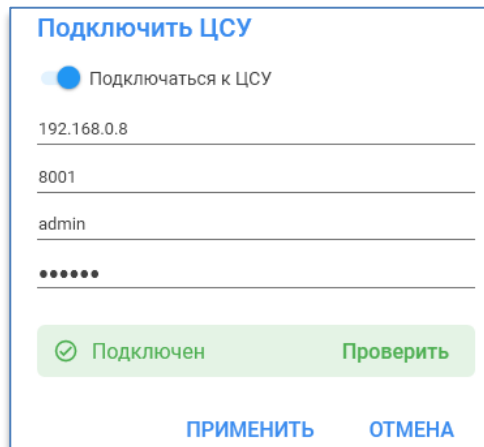 Подключить ЦСУ
Подключаться к ЦСУ
192.168.0.8
8001
admin
••••••
Подключен Проверить
ПРИМЕНИТЬ ОТМЕНА